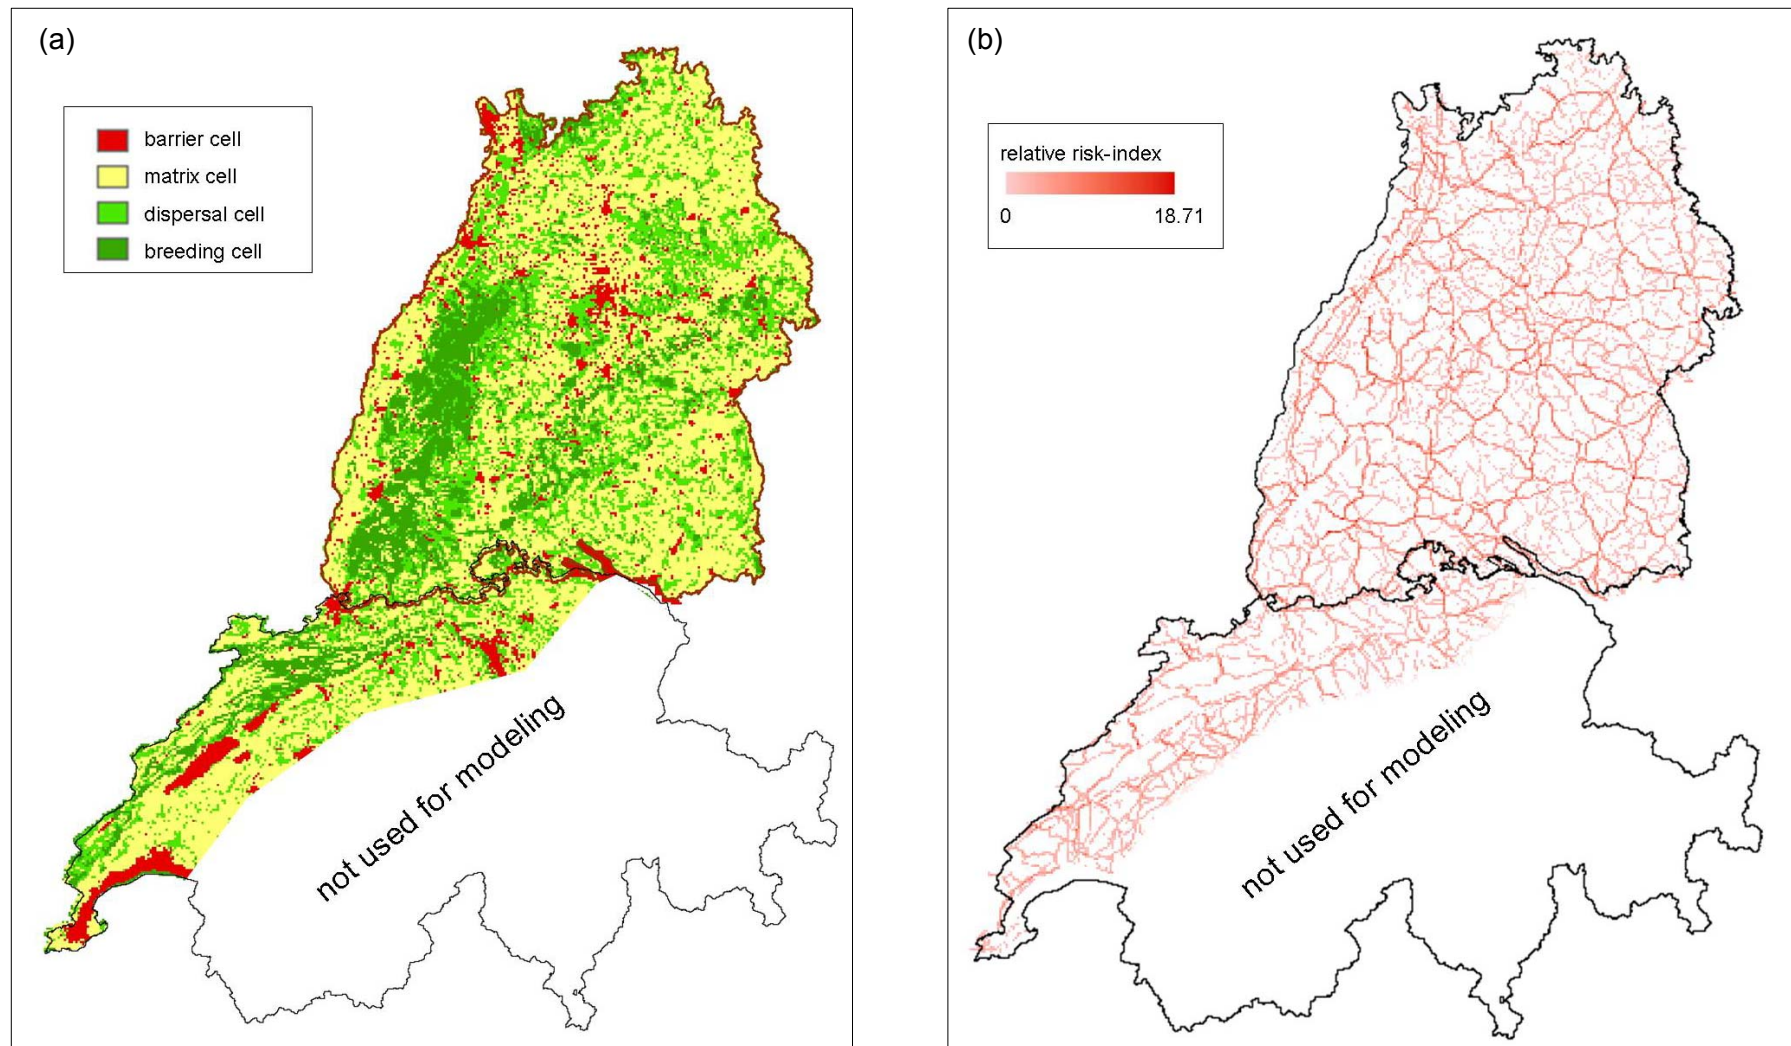 (a)
barrier cell
matrix cell
dispersal cell
breeding cell
not used for modeling
(b)
relative risk-index
0 18.71
not used for modeling